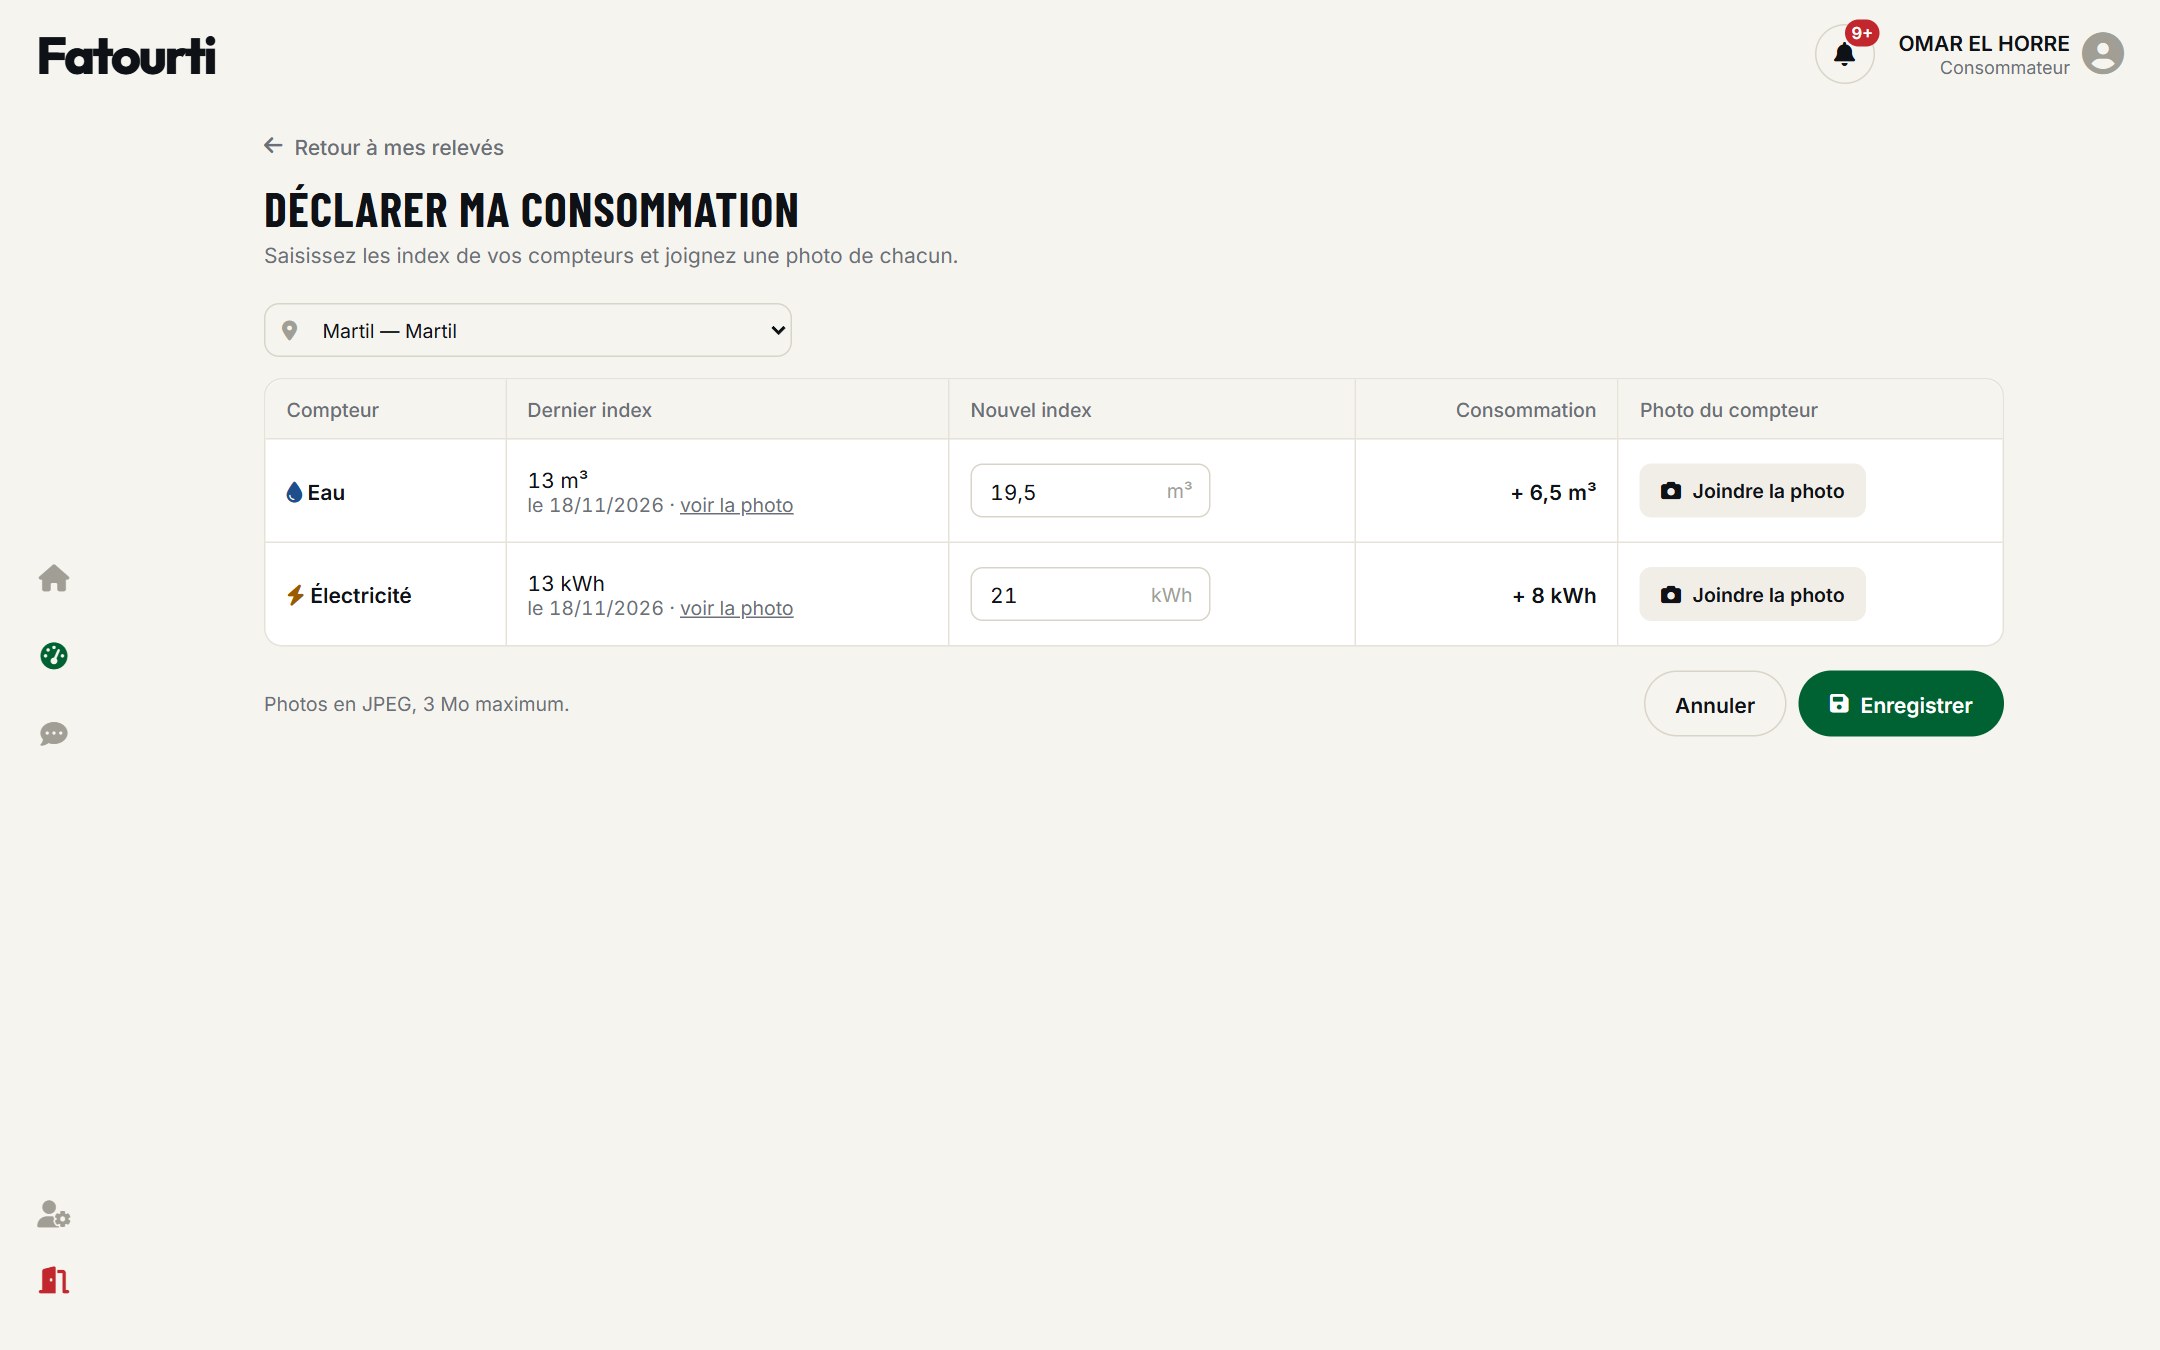 Fatourti
9+
OMAR EL HORRE
Consommateur
Retour à mes relevés
DÉCLARER MA CONSOMMATION
Saisissez les index de vos compteurs et joignez une photo de chacun.
Martil — Martil
Compteur Dernier index Nouvel index Consommation Photo du compteur
Eau 13 m³ 19,5 m³ + 6,5 m³ Joindre la photo
le 18/11/2026 · voir la photo
Électricité 13 kWh 21 kWh + 8 kWh Joindre la photo
le 18/11/2026 · voir la photo
Photos en JPEG, 3 Mo maximum. Annuler Enregistrer